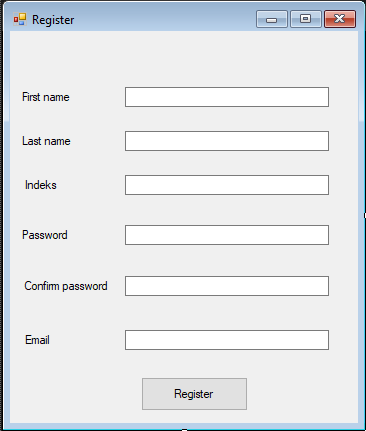 Register
First name
Last name
Indeks
Password
Confirm password
Email
Register